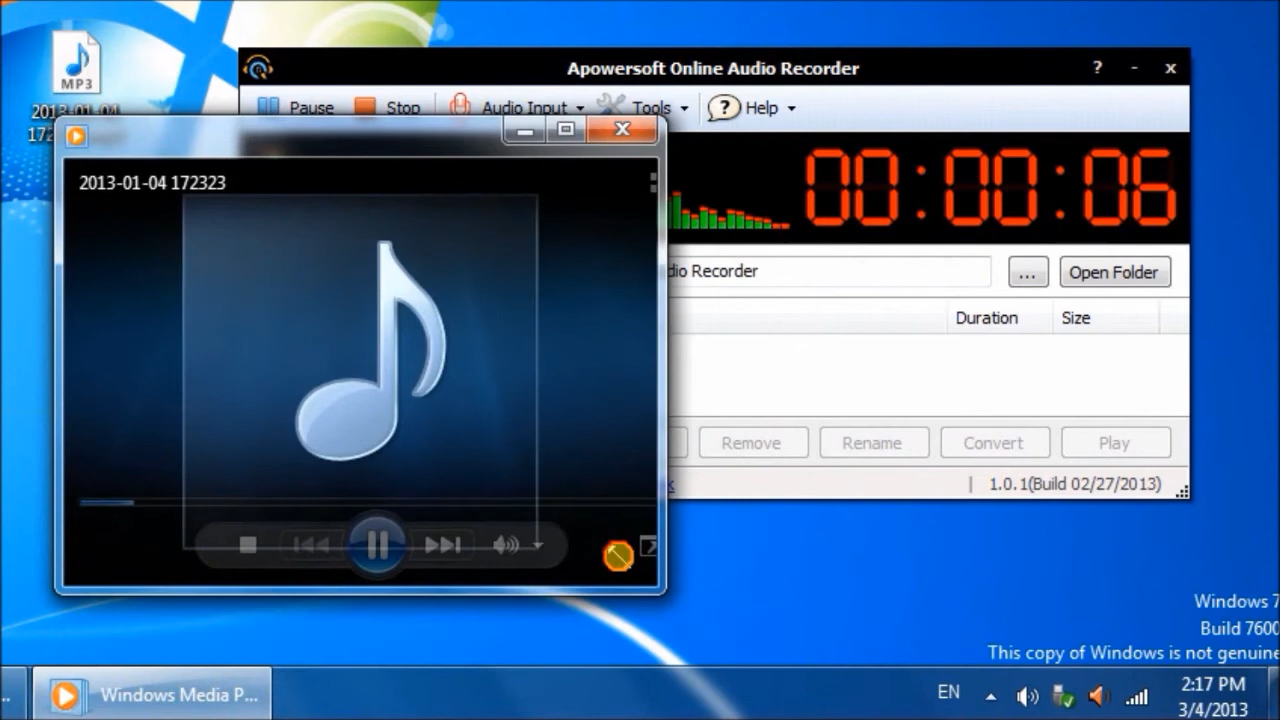 MP3
2013-01-04
172
Apowersoft Online Audio Recorder
?
-
x
Pause
Stop
Audio Input
Tools
? Help
2013-01-04 172323
00:00:06
dio Recorder
...
Open Folder
Duration
Size
Remove
Rename
Convert
Play
| 1.0.1(Build 02/27/2013)
Windows 7
Build 7600
This copy of Windows is not genuine
..
Windows Media P...
EN
2:17 PM
3/4/2013